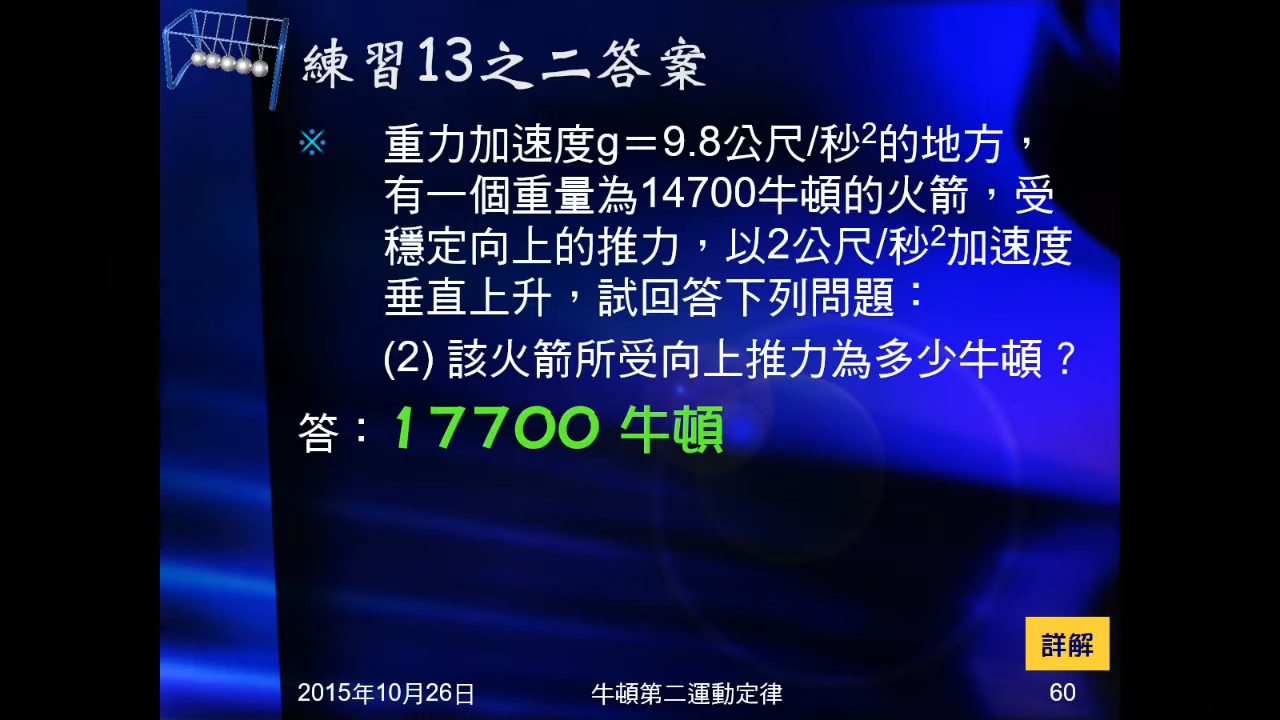 練習13之二答案
※ 重力加速度g＝9.8公尺/秒²的地方，
有一個重量為14700牛頓的火箭，受
穩定向上的推力，以2公尺/秒²加速度
垂直上升，試回答下列問題：
(2) 該火箭所受向上推力為多少牛頓？
答：17700 牛頓
詳解
2015年10月26日 牛頓第二運動定律 60